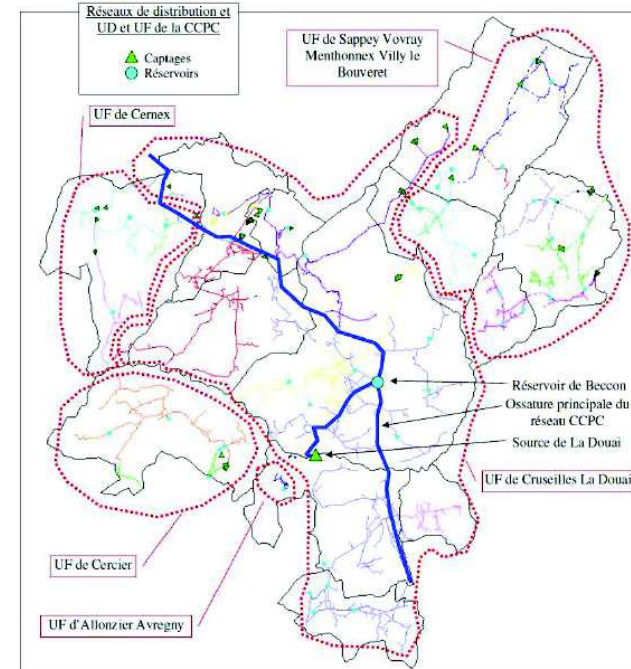 Réseaux de distribution et
UD et UF de la CCPC
Captages
Réservoirs
UF de Sappey Vovray
Menthonnex Villy le
Bouveret
UF de Cernex
Réservoir de Beccon
Ossature principale du
réseau CCPC
Source de La Douai
UF de Cruseilles La Douai
UF de Cercier
UF d'Allonzier Avregny